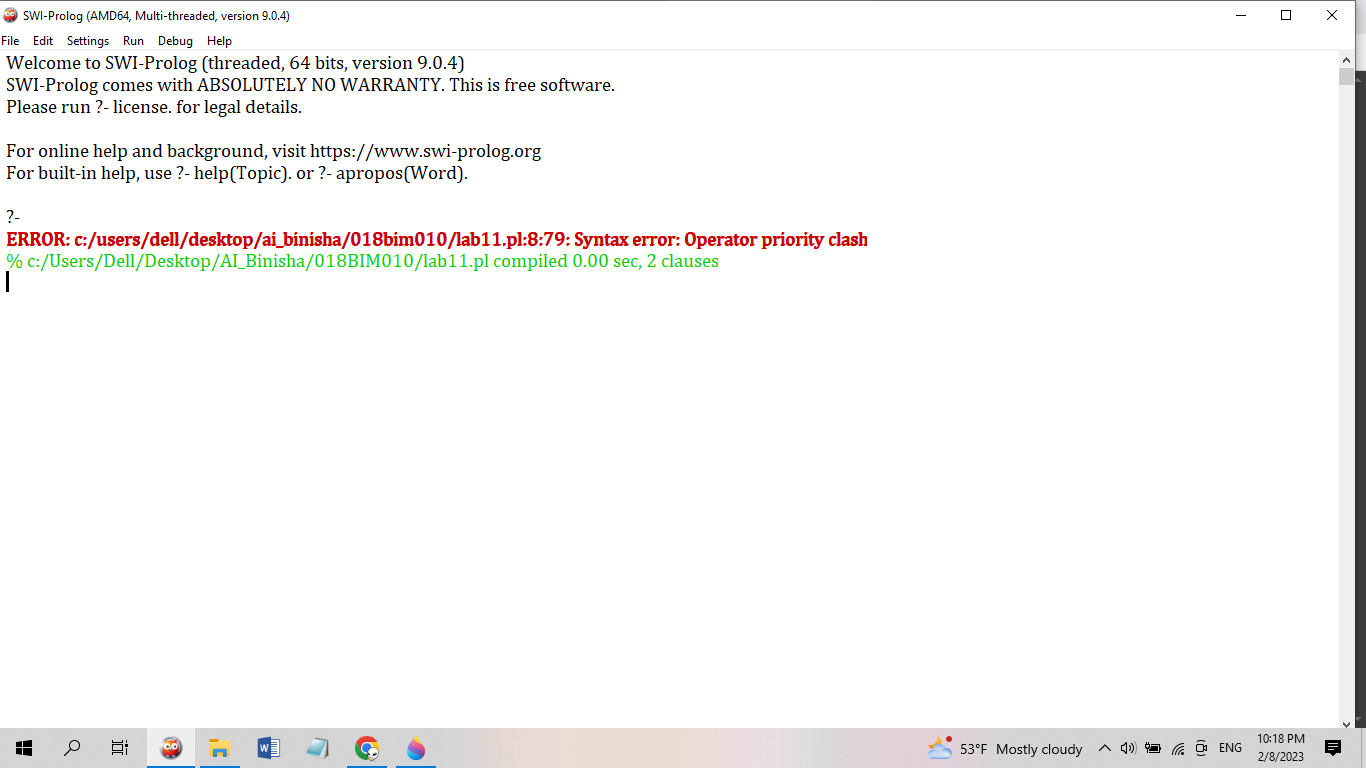 SWI-Prolog (AMD64, Multi-threaded, version 9.0.4)
File Edit Settings Run Debug Help
Welcome to SWI-Prolog (threaded, 64 bits, version 9.0.4)
SWI-Prolog comes with ABSOLUTELY NO WARRANTY. This is free software.
Please run ?- license. for legal details.
For online help and background, visit https://www.swi-prolog.org
For built-in help, use ?- help(Topic). or ?- apropos(Word).
?-
ERROR: c:/users/dell/desktop/ai_binisha/018bim010/lab11.pl:8:79: Syntax error: Operator priority clash
% c:/Users/Dell/Desktop/AI_Binisha/018BIM010/lab11.pl compiled 0.00 sec, 2 clauses
53°F Mostly cloudy
ENG
10:18 PM
2/8/2023